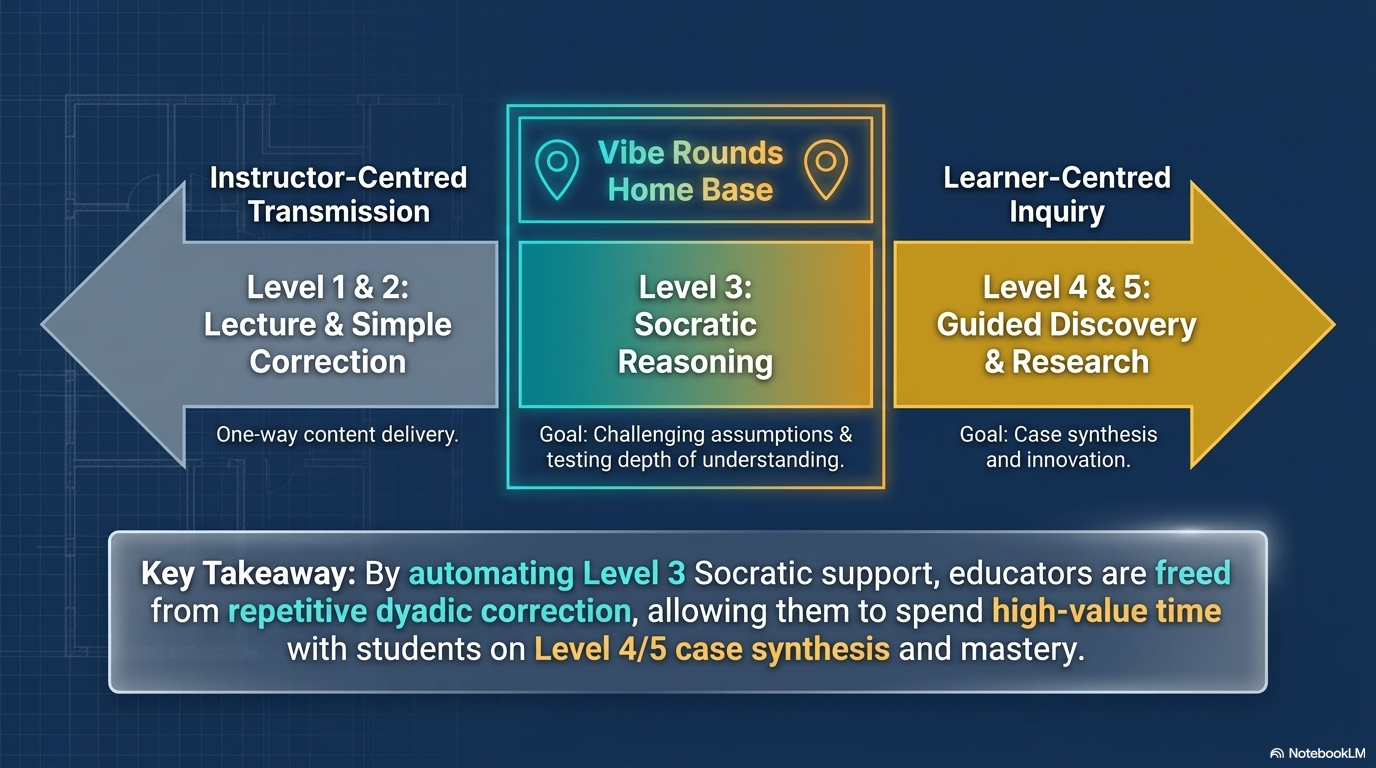 Vibe Rounds
Home Base
Instructor-Centred
Transmission
Level 1 & 2:
Lecture & Simple
Correction
One-way content delivery.
Level 3:
Socratic
Reasoning
Goal: Challenging assumptions &
testing depth of understanding.
Learner-Centred
Inquiry
Level 4 & 5:
Guided Discovery
& Research
Goal: Case synthesis
and innovation.
Key Takeaway: By automating Level 3 Socratic support, educators are freed
from repetitive dyadic correction, allowing them to spend high-value time
with students on Level 4/5 case synthesis and mastery.
NotebookLM